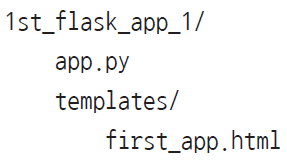 1st_flask_app_1/
    app.py
    templates/
        first_app.html